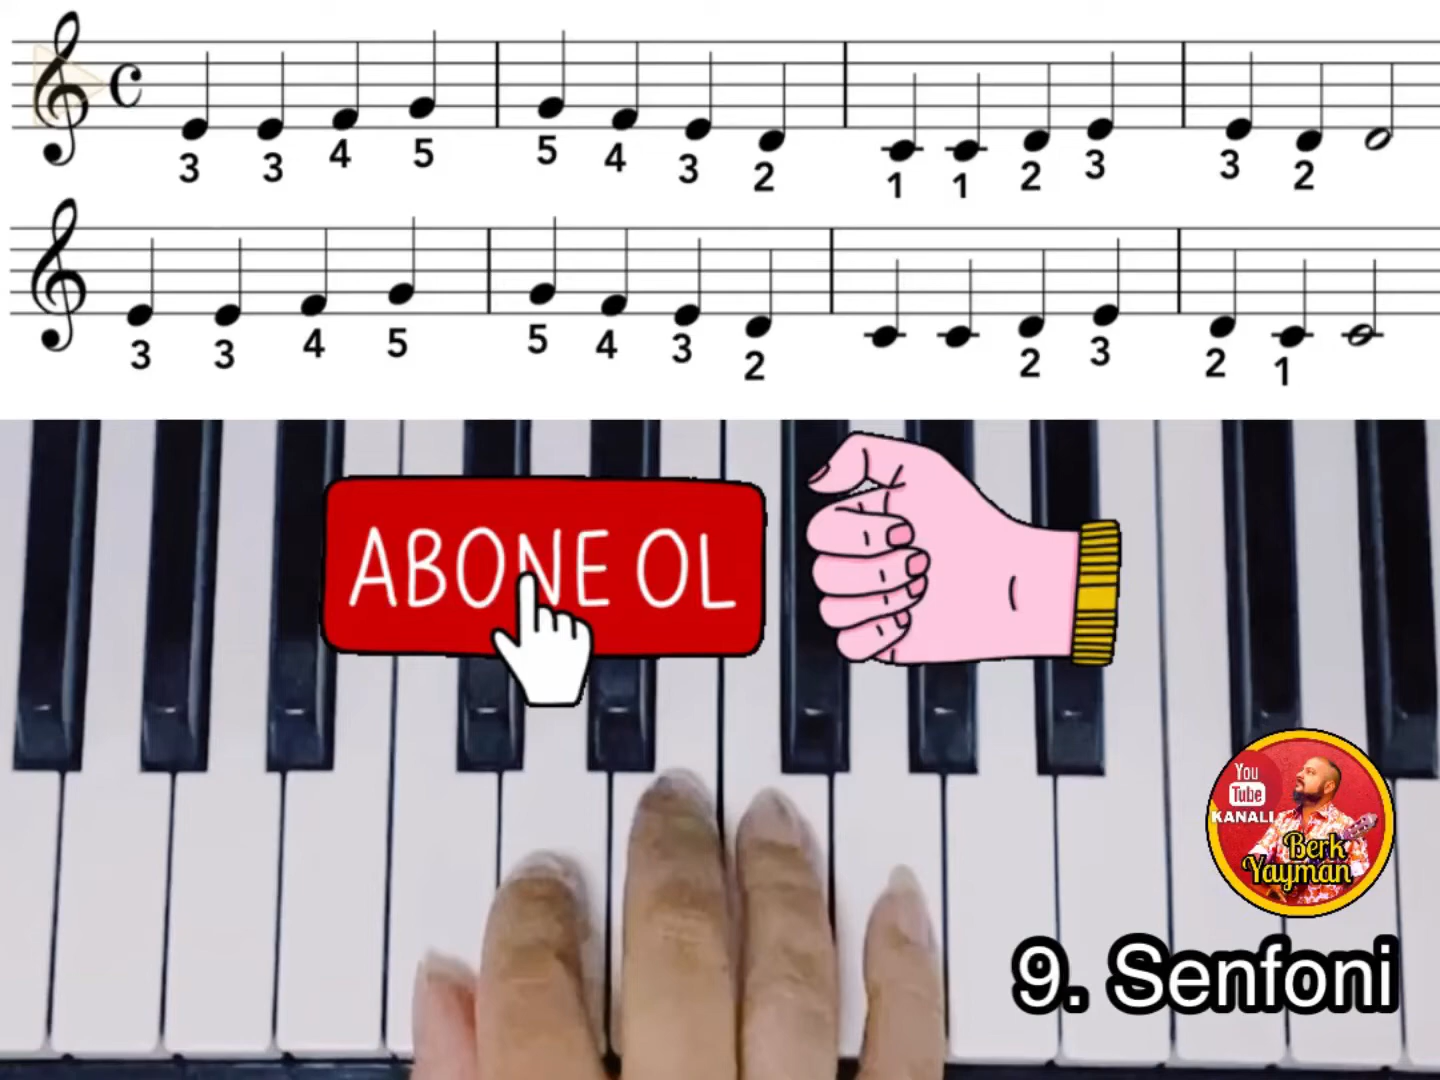 3 3 4 5 5 4 3 2 1 1 2 3 3 2
3 3 4 5 5 4 3 2 2 3 2 1
ABONE OL
You
Tube
KANALI
Berk
Yayman
9. Senfoni